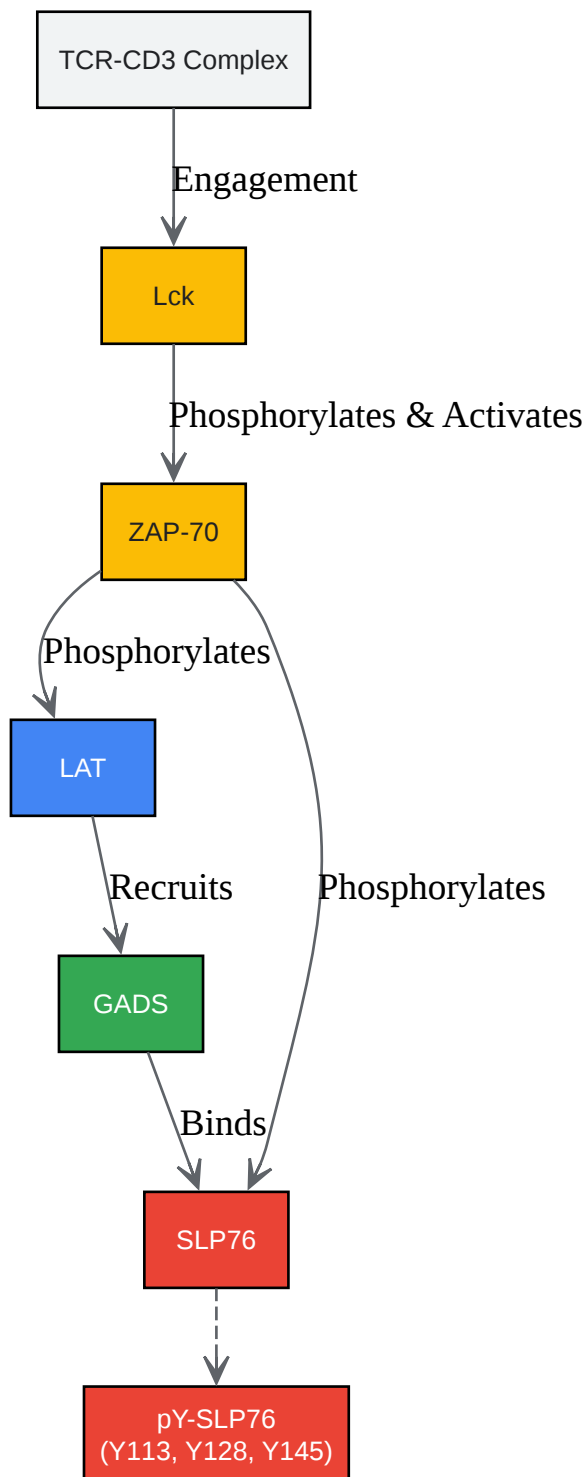 TCR-CD3 Complex
Engagement
Lck
Phosphorylates & Activates
ZAP-70
Phosphorylates
LAT
Recruits
Phosphorylates
GADS
Binds
SLP76
pY-SLP76
(Y113, Y128, Y145)